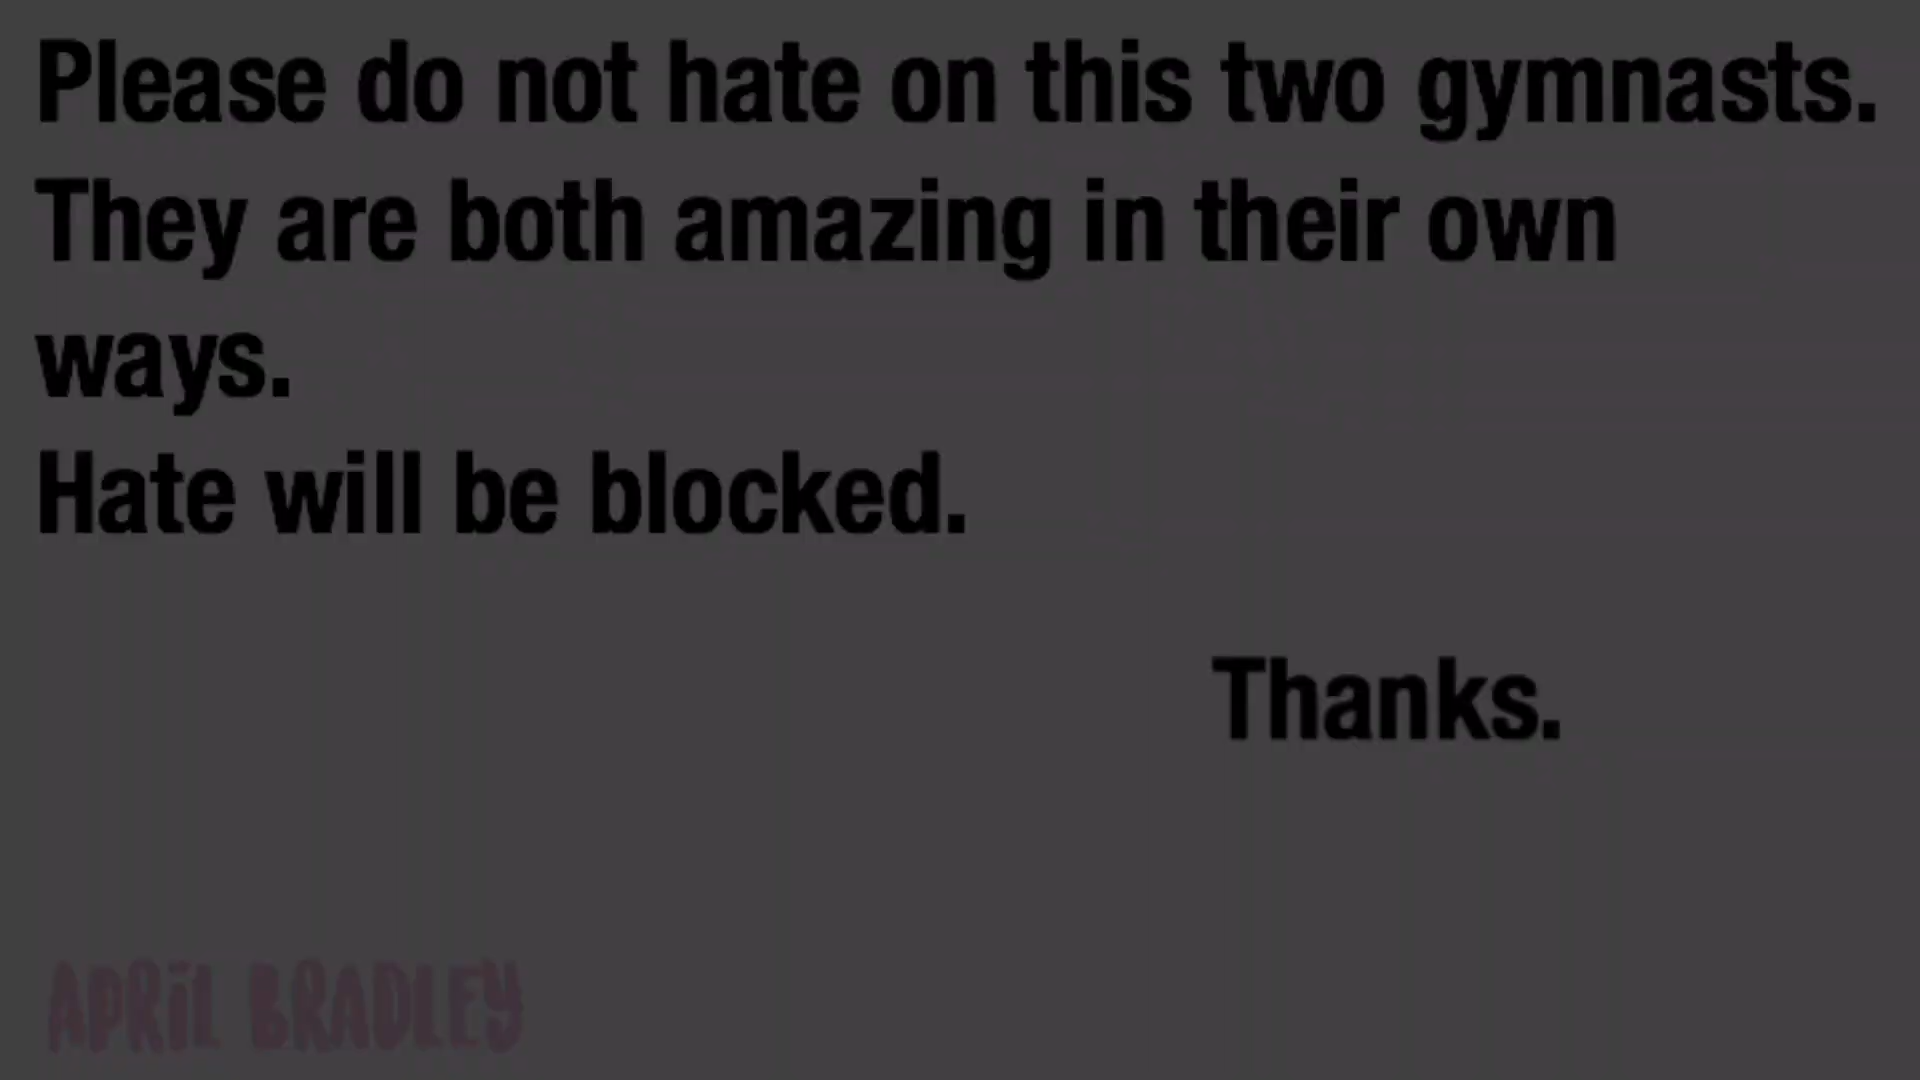 Please do not hate on this two gymnasts.
They are both amazing in their own
ways.
Hate will be blocked.
Thanks.
APRiL BRADLEY